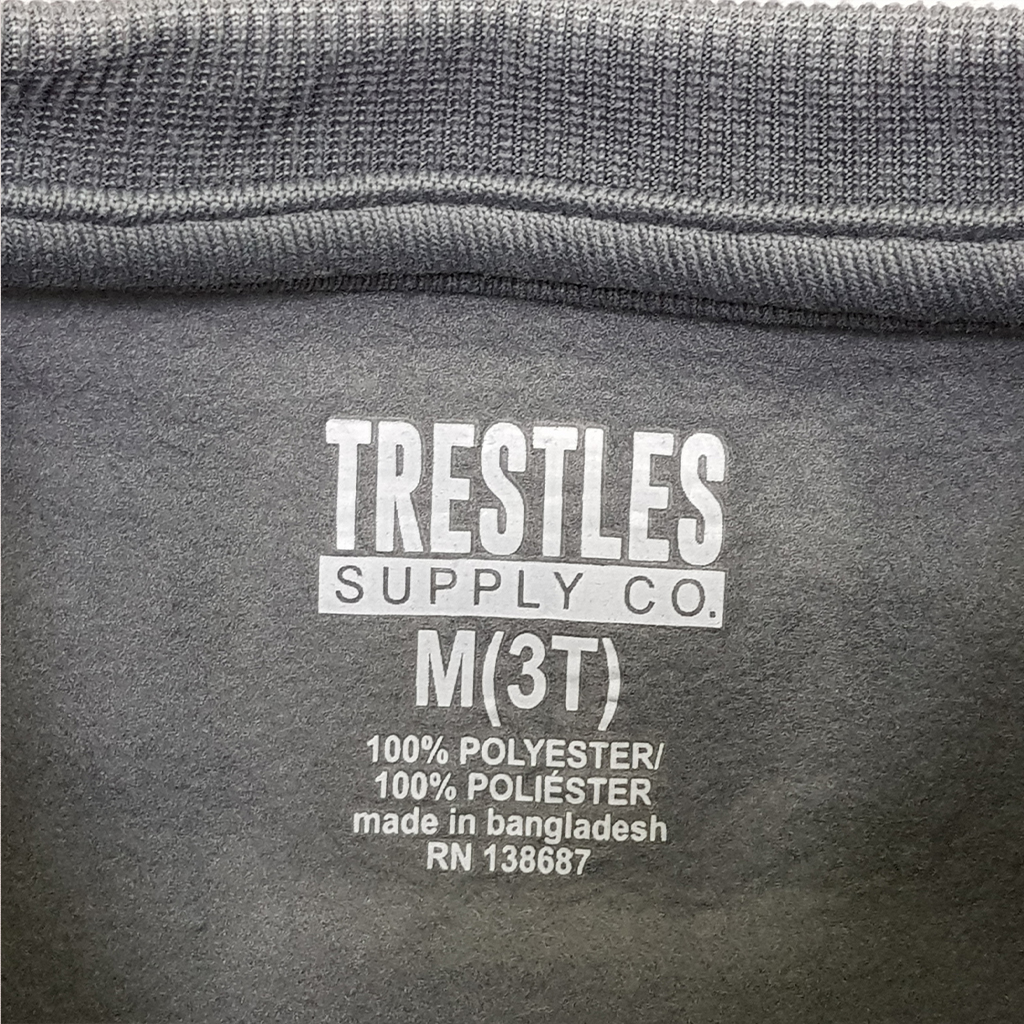 TRESTLES
SUPPLY CO.
M(3T)
100% POLYESTER/
100% POLIÉSTER
made in bangladesh
RN 138687